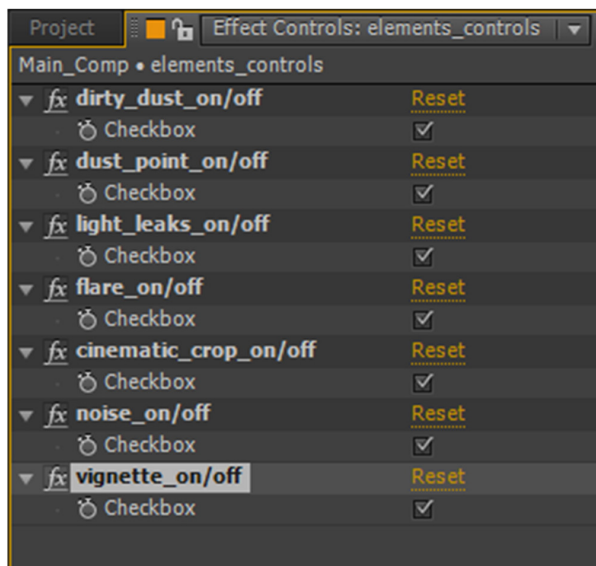 Project
Effect Controls: elements_controls
Main_Comp • elements_controls
fx dirty_dust_on/off Reset
Checkbox
fx dust_point_on/off Reset
Checkbox
fx light_leaks_on/off Reset
Checkbox
fx flare_on/off Reset
Checkbox
fx cinematic_crop_on/off Reset
Checkbox
fx noise_on/off Reset
Checkbox
fx vignette_on/off Reset
Checkbox